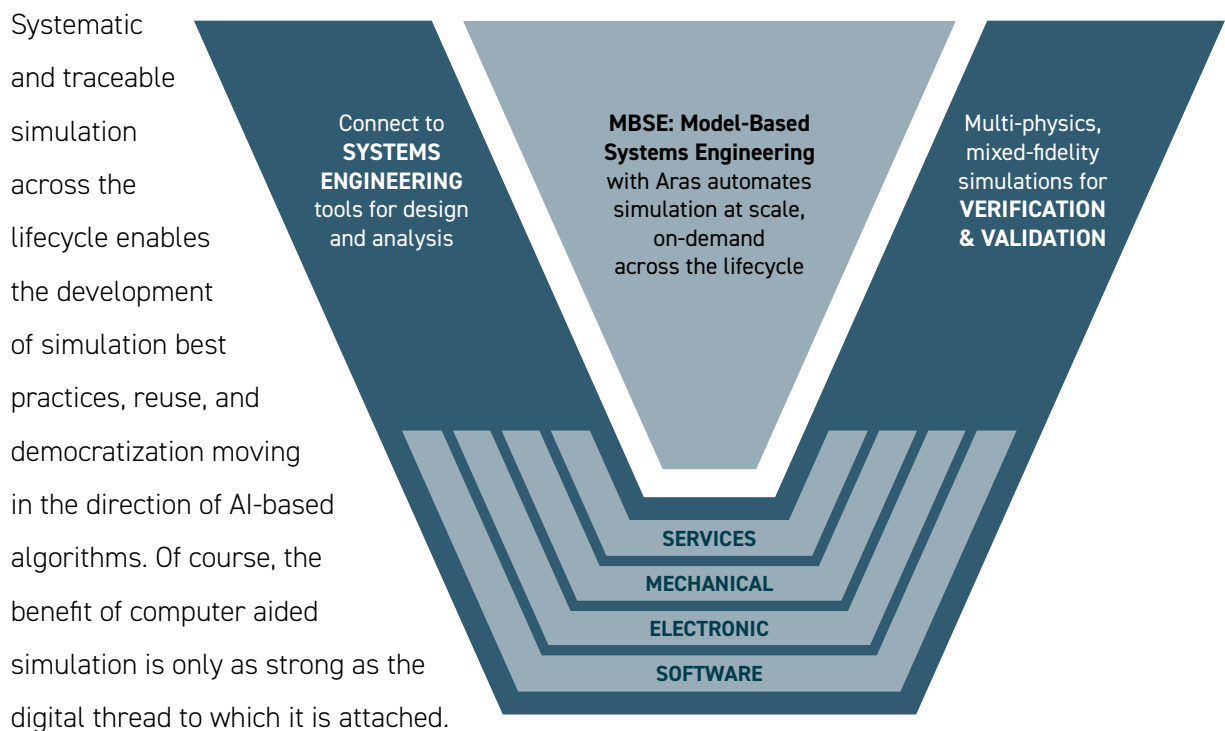 Systematic
and traceable
simulation
across the
lifecycle enables
the development
of simulation best
practices, reuse, and
democratization moving
in the direction of AI-based
algorithms. Of course, the
benefit of computer aided
simulation is only as strong as the
digital thread to which it is attached.
Connect to
SYSTEMS
ENGINEERING
tools for design
and analysis
MBSE: Model-Based
Systems Engineering
with Aras automates
simulation at scale,
on-demand
across the lifecycle
Multi-physics,
mixed-fidelity
simulations for
VERIFICATION
& VALIDATION
SERVICES
MECHANICAL
ELECTRONIC
SOFTWARE